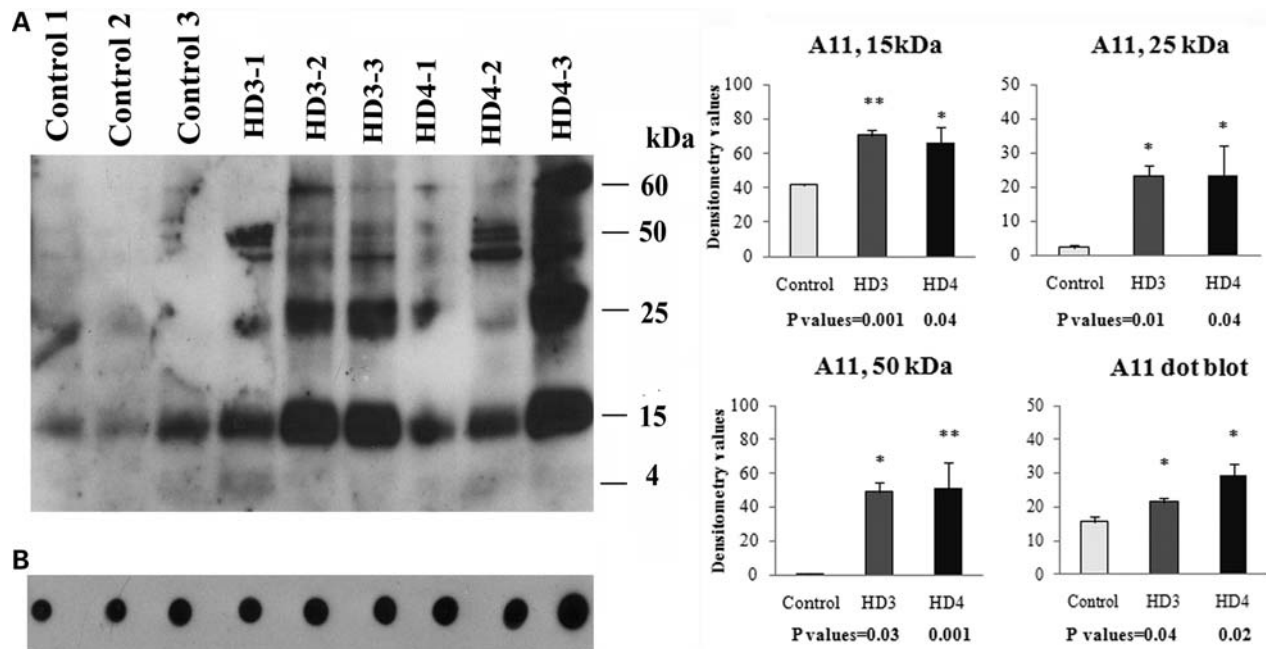 A
Control 1
Control 2
Control 3
HD3-1
HD3-2
HD3-3
HD4-1
HD4-2
HD4-3
kDa
60
50
25
15
4
B
A11, 15kDa
Densitometry values
100
80
60
40
20
0
**
*
Control HD3 HD4
P values=0.001 0.04
A11, 25 kDa
50
40
30
20
10
0
*
*
Control HD3 HD4
P values=0.01 0.04
A11, 50 kDa
Densitometry values
100
80
60
40
20
0
*
**
Control HD3 HD4
P values=0.03 0.001
A11 dot blot
50
40
30
20
10
0
*
*
Control HD3 HD4
P values=0.04 0.02